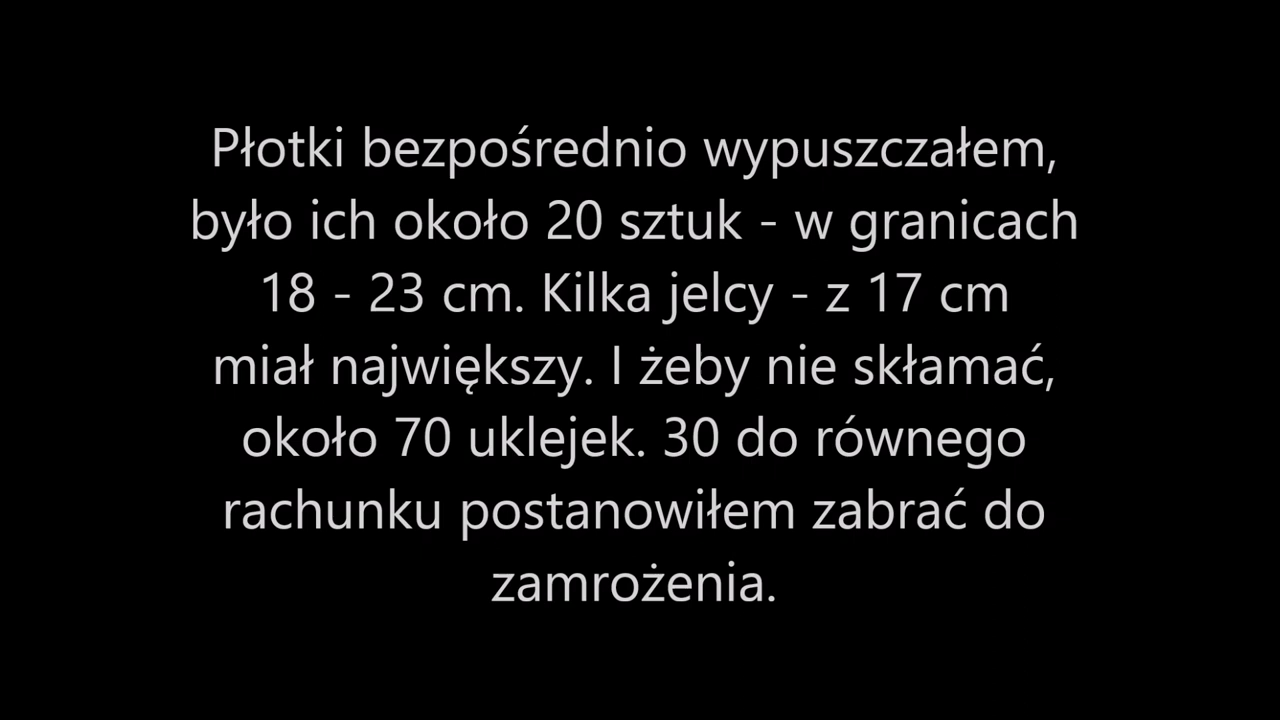 Płotki bezpośrednio wypuszczałem,
było ich około 20 sztuk - w granicach
18 - 23 cm. Kilka jelcy - z 17 cm
miał największy. I żeby nie skłamać,
około 70 uklejek. 30 do równego
rachunku postanowiłem zabrać do
zamrożenia.